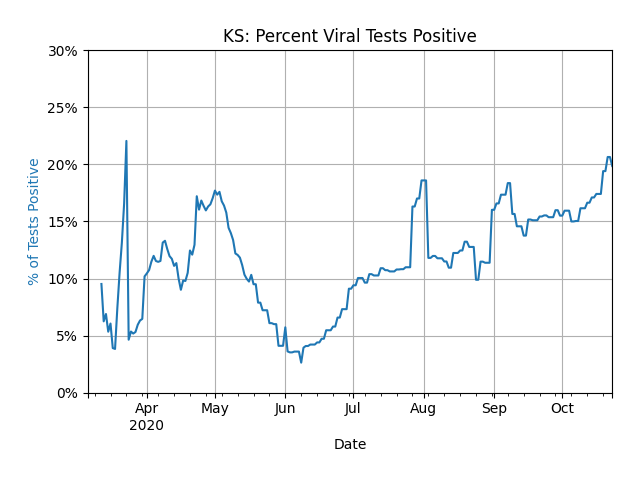 KS: Percent Viral Tests Positive
30%
25%
20%
15%
10%
5%
0%
% of Tests Positive
Apr May Jun Jul Aug Sep Oct
2020
Date